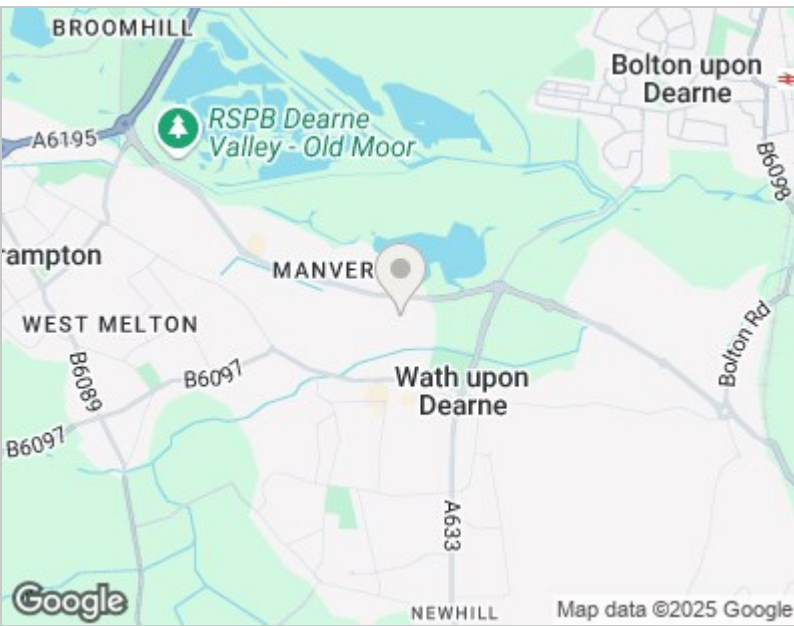 BROOMHILL
Bolton upon
Dearne
A6195
RSPB Dearne
Valley - Old Moor
B6098
rampton
MANVER
WEST MELTON
Bolton Rd
B6089
B6097
Wath upon
Dearne
B6097
A633
Google
NEWHILL
Map data ©2025 Google